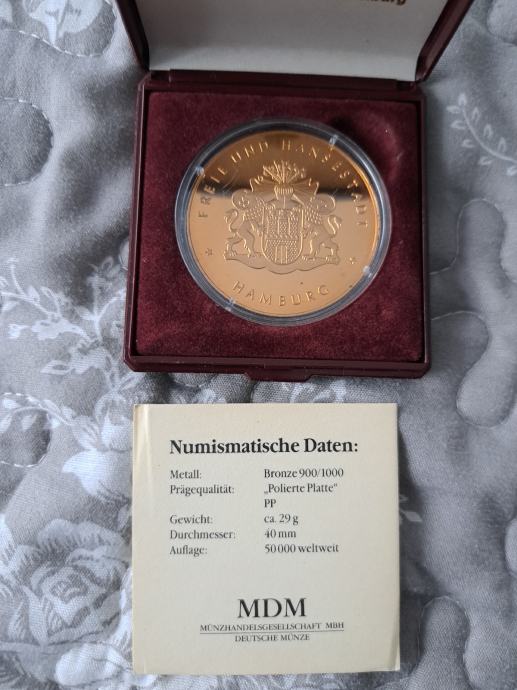 FREIE UND HANSESTADT
* *
HAMBURG
Numismatische Daten:
Metall: Bronze 900/1000
Prägequalität: „Polierte Platte“
PP
Gewicht: ca. 29 g
Durchmesser: 40 mm
Auflage: 50 000 weltweit
MDM
MÜNZHANDELSGESELLSCHAFT MBH
DEUTSCHE MÜNZE